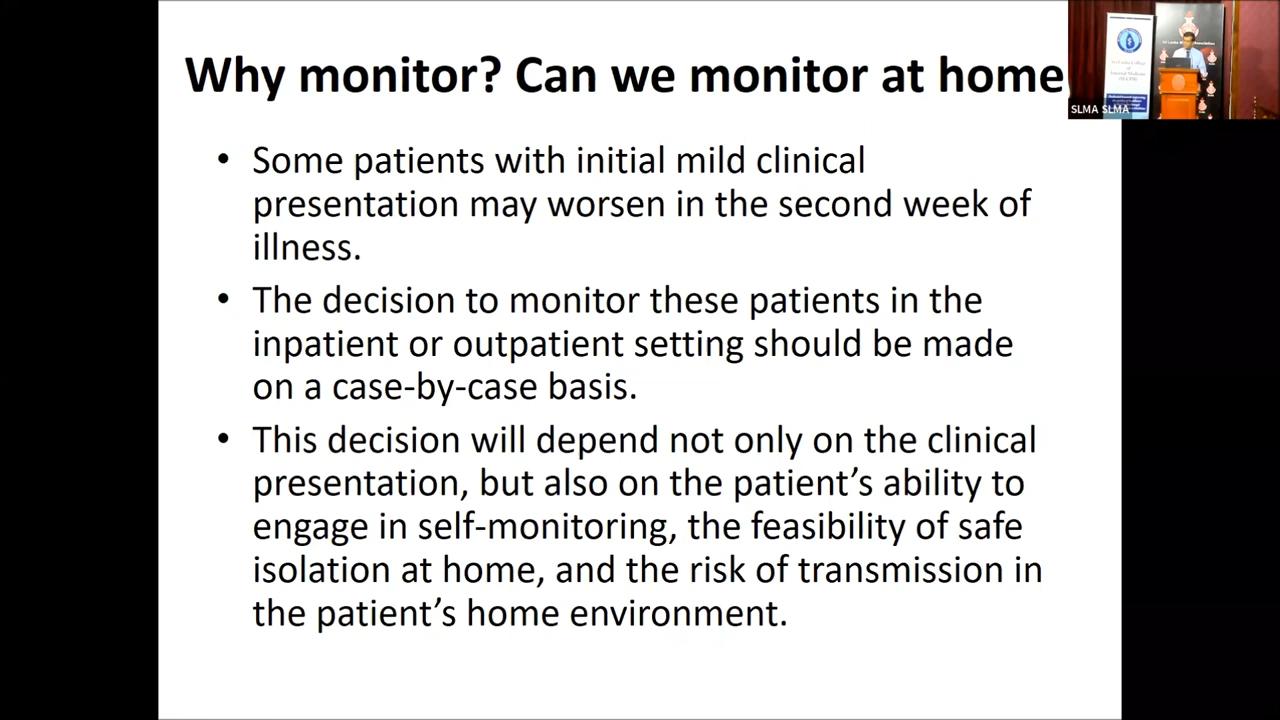 Why monitor? Can we monitor at home
• Some patients with initial mild clinical
presentation may worsen in the second week of
illness.
• The decision to monitor these patients in the
inpatient or outpatient setting should be made
on a case-by-case basis.
• This decision will depend not only on the clinical
presentation, but also on the patient’s ability to
engage in self-monitoring, the feasibility of safe
isolation at home, and the risk of transmission in
the patient’s home environment.
SLMA SLMA